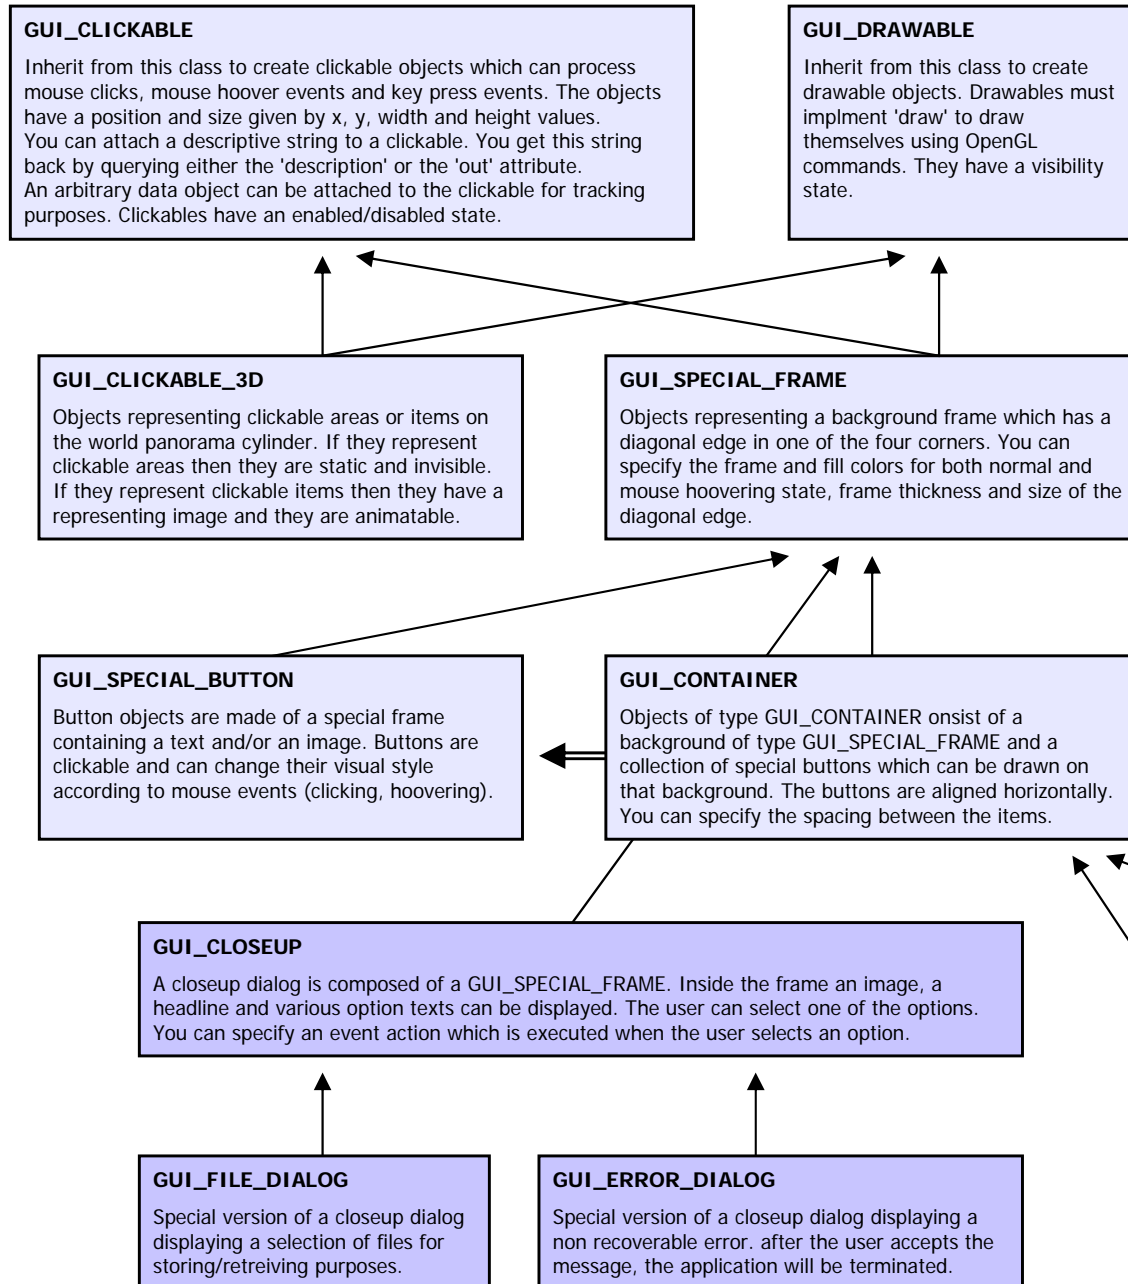 GUI_CLICKABLE
Inherit from this class to create clickable objects which can process
mouse clicks, mouse hoover events and key press events. The objects
have a position and size given by x, y, width and height values.
You can attach a descriptive string to a clickable. You get this string
back by querying either the 'description' or the 'out' attribute.
An arbitrary data object can be attached to the clickable for tracking
purposes. Clickables have an enabled/disabled state.
GUI_DRAWABLE
Inherit from this class to create
drawable objects. Drawables must
implment 'draw' to draw
themselves using OpenGL
commands. They have a visibility
state.
GUI_CLICKABLE_3D
Objects representing clickable areas or items on
the world panorama cylinder. If they represent
clickable areas then they are static and invisible.
If they represent clickable items then they have a
representing image and they are animatable.
GUI_SPECIAL_FRAME
Objects representing a background frame which has a
diagonal edge in one of the four corners. You can
specify the frame and fill colors for both normal and
mouse hoovering state, frame thickness and size of the
diagonal edge.
GUI_SPECIAL_BUTTON
Button objects are made of a special frame
containing a text and/or an image. Buttons are
clickable and can change their visual style
according to mouse events (clicking, hoovering).
GUI_CONTAINER
Objects of type GUI_CONTAINER onsist of a
background of type GUI_SPECIAL_FRAME and a
collection of special buttons which can be drawn on
that background. The buttons are aligned horizontally.
You can specify the spacing between the items.
GUI_CLOSEUP
A closeup dialog is composed of a GUI_SPECIAL_FRAME. Inside the frame an image, a
headline and various option texts can be displayed. The user can select one of the options.
You can specify an event action which is executed when the user selects an option.
GUI_FILE_DIALOG
Special version of a closeup dialog
displaying a selection of files for
storing/retreiving purposes.
GUI_ERROR_DIALOG
Special version of a closeup dialog displaying a
non recoverable error. after the user accepts the
message, the application will be terminated.